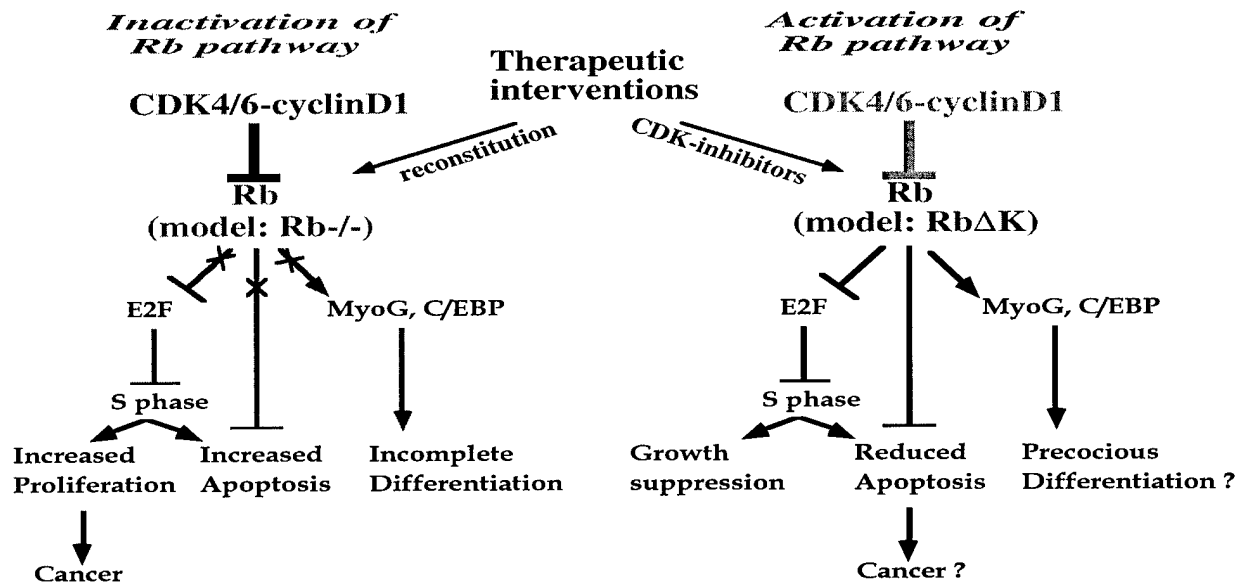 Inactivation of
Rb pathway
CDK4/6-cyclinD1
Rb
(model: Rb-/-)
E2F
MyoG, C/EBP
S phase
Increased
Proliferation
Increased
Apoptosis
Incomplete
Differentiation
Cancer
Therapeutic
interventions
reconstitution
CDK-inhibitors
Activation of
Rb pathway
CDK4/6-cyclinD1
Rb
(model: RbΔK)
E2F
MyoG, C/EBP
S phase
Growth
suppression
Reduced
Apoptosis
Precocious
Differentiation ?
Cancer ?